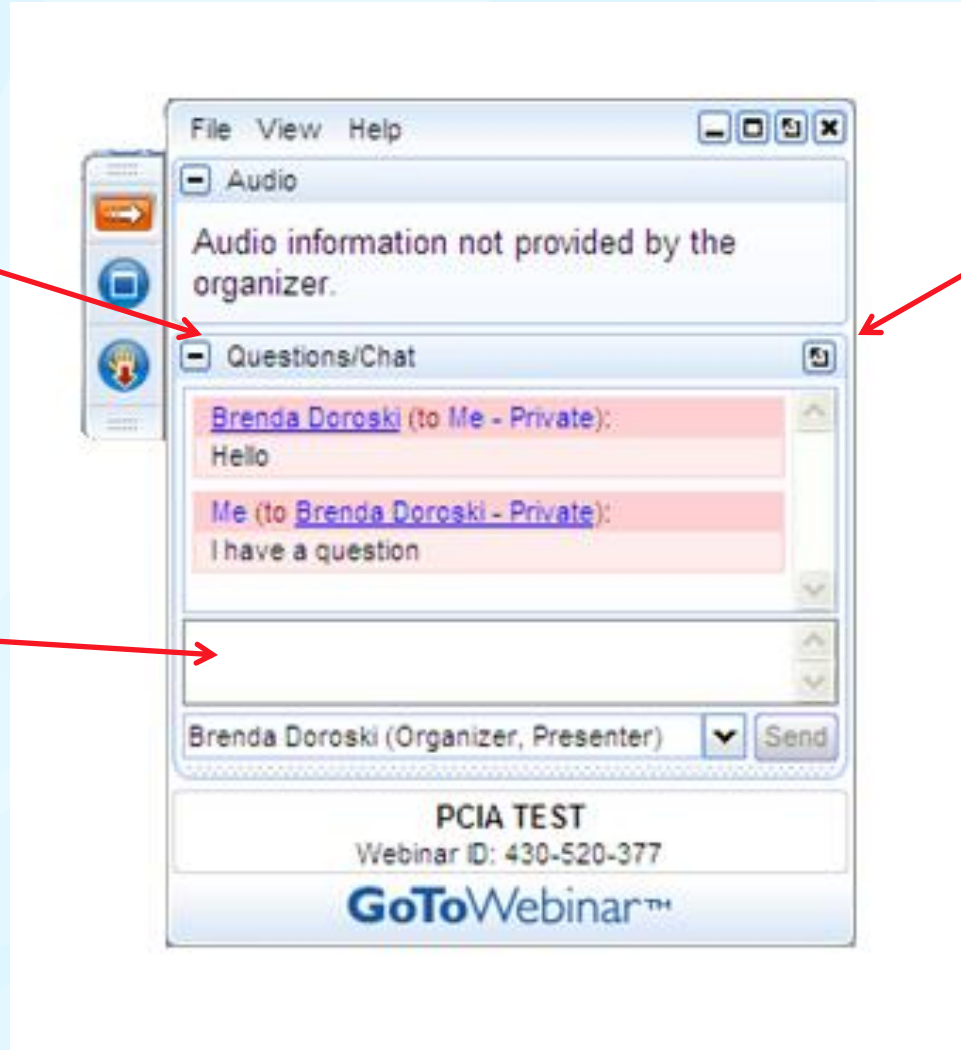 File View Help
Audio
Audio information not provided by the
organizer.
Questions/Chat
Brenda Doroski (to Me - Private):
Hello
Me (to Brenda Doroski - Private):
I have a question
Brenda Doroski (Organizer, Presenter)
Send
PCIA TEST
Webinar ID: 430-520-377
GoToWebinar™